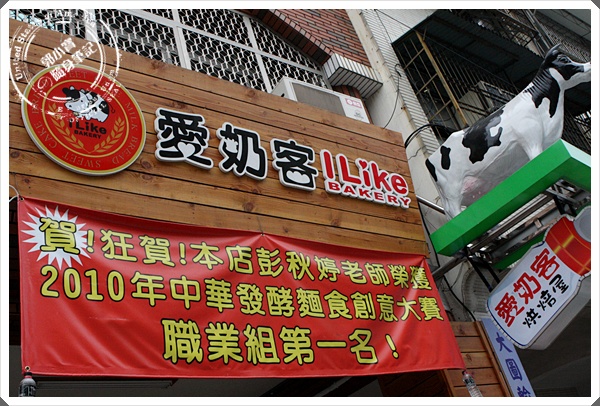 愛奶客 I Like
BAKERY
I Like
BAKERY
賀!狂賀!本店彭秋婷老師榮獲
2010年中華發酵麵食創意大賽
職業組第一名!
愛奶客
烘焙屋